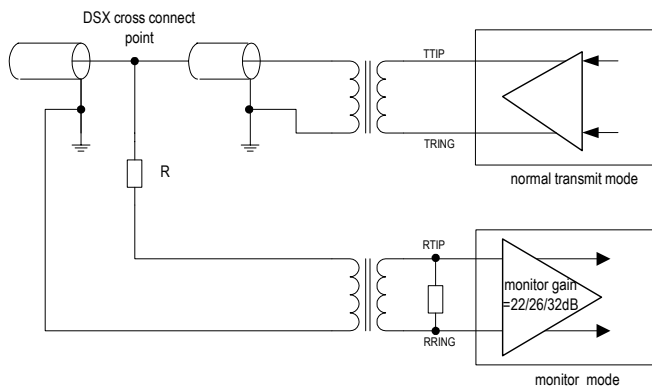 DSX cross connect
point
TTIP
TRING
normal transmit mode
R
RTIP
monitor gain
=22/26/32dB
RRING
monitor mode